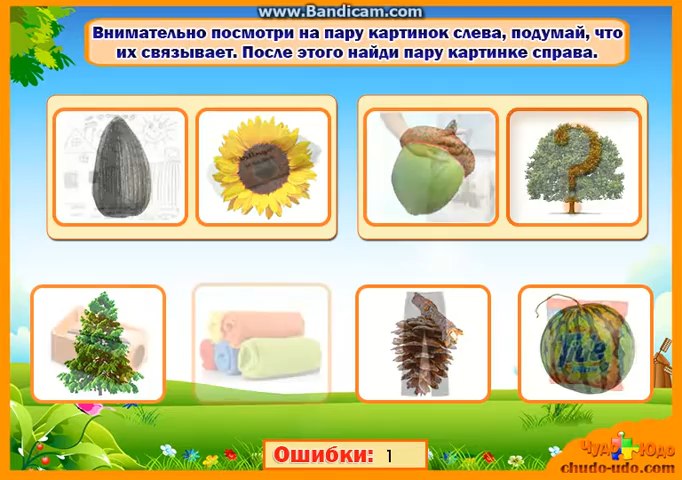 www.Bandicam.com
Внимательно посмотри на пару картинок слева, подумай, что
их связывает. После этого найди пару картинке справа.
?
Tide
Ошибки: 1
Чудо Юдо
chudo-udo.com